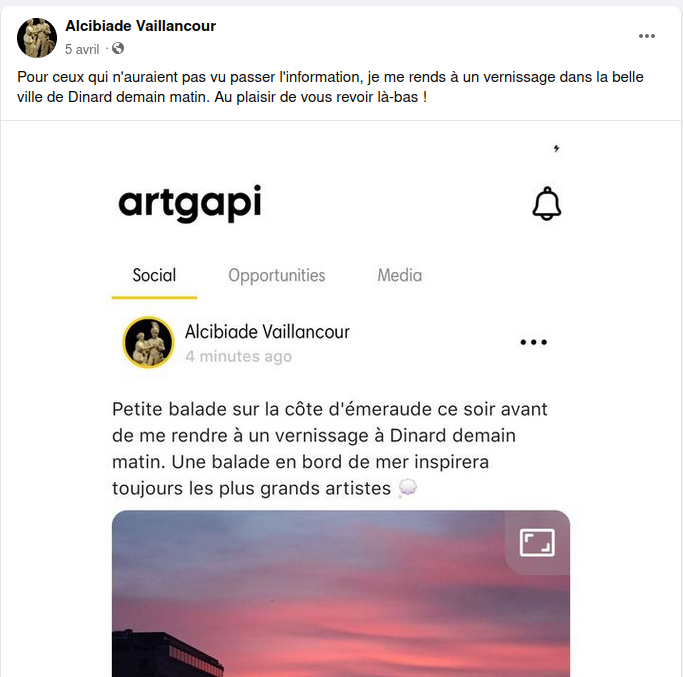 Alcibiade Vaillancour
5 avril ·
Pour ceux qui n'auraient pas vu passer l'information, je me rends à un vernissage dans la belle
ville de Dinard demain matin. Au plaisir de vous revoir là-bas !
artgapi
Social Opportunities Media
Alcibiade Vaillancour
4 minutes ago
Petite balade sur la côte d'émeraude ce soir avant
de me rendre à un vernissage à Dinard demain
matin. Une balade en bord de mer inspirera
toujours les plus grands artistes 💭